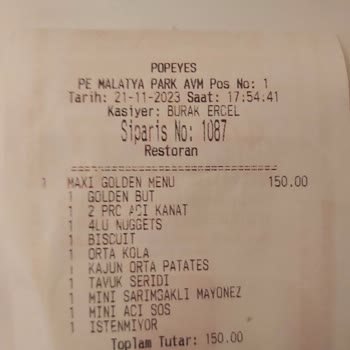 POPEYES
PE MALATYA PARK AVM Pos No: 1
Tarih: 21-11-2023 Saat: 17:54:41
Kasiyer: BURAK ERCEL
Siparis No: 1087
Restoran
1 MAXI GOLDEN MENU 150.00
1 GOLDEN BUT
1 2 PRC ACI KANAT
1 4LU NUGGETS
1 BISCUIT
1 ORTA KOLA
1 KAJUN ORTA PATATES
1 TAVUK SERIDI
1 MINI SARIMSAKLI MAYONEZ
1 MINI ACI SOS
1 ISTENMIYOR
Toplam Tutar: 150.00